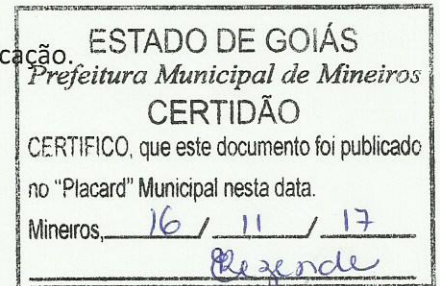 cação.
ESTADO DE GOIÁS
Prefeitura Municipal de Mineiros
CERTIDÃO
CERTIFICO, que este documento foi publicado
no "Placard" Municipal nesta data.
Mineiros, 16 / 11 / 17
Rezende